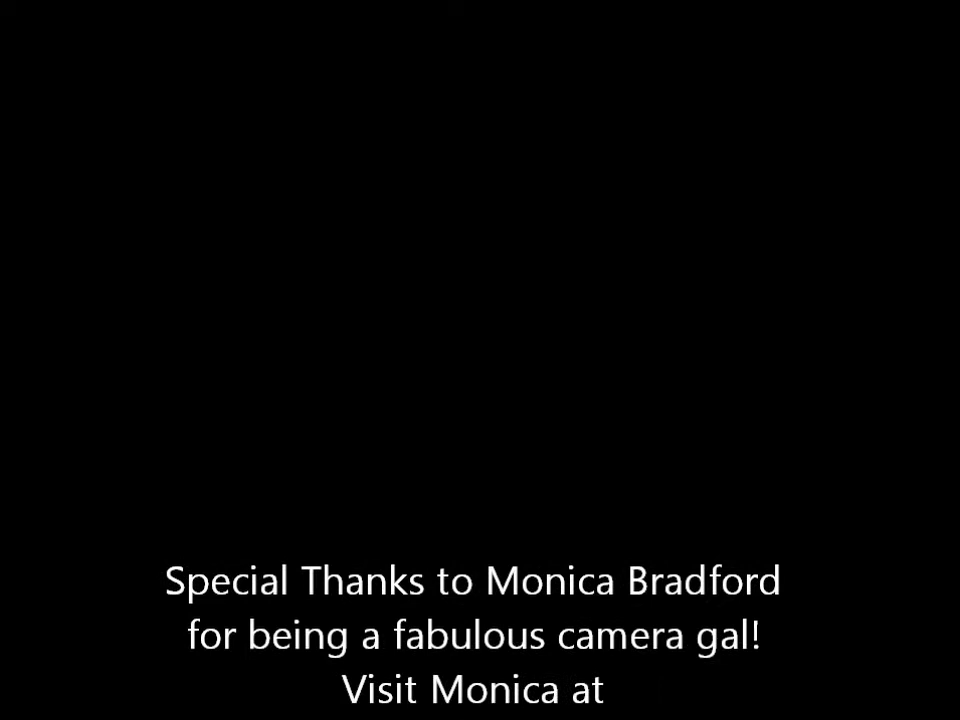 Special Thanks to Monica Bradford
for being a fabulous camera gal!
Visit Monica at